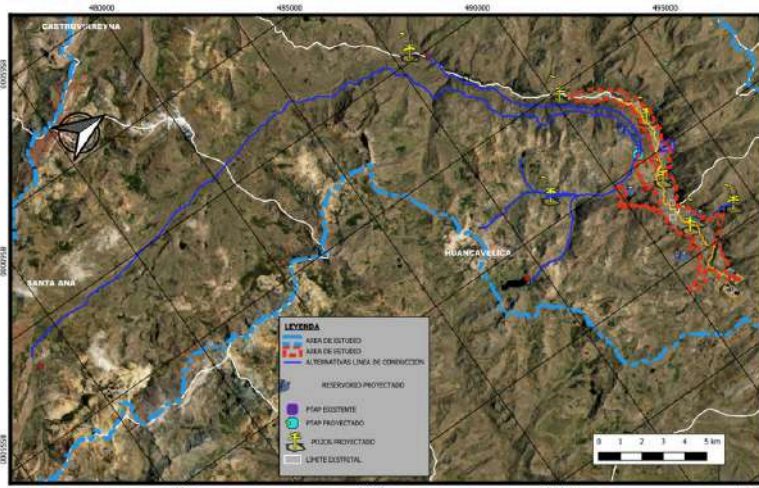 480000 485000 490000 495000
CASTROVIRREYNA
HUANCAVELICA
SANTA ANA
LEYENDA
AREA DE ESTUDIO
AREA DE ESTUDIO
ALTERNATIVAS LINEA DE CONDUCCION
RESERVORIO PROYECTADO
PTAP EXISTENTE
PTAP PROYECTADO
POZOS PROYECTADO
LIMITE DISTRITAL
0 1 2 3 4 5 km